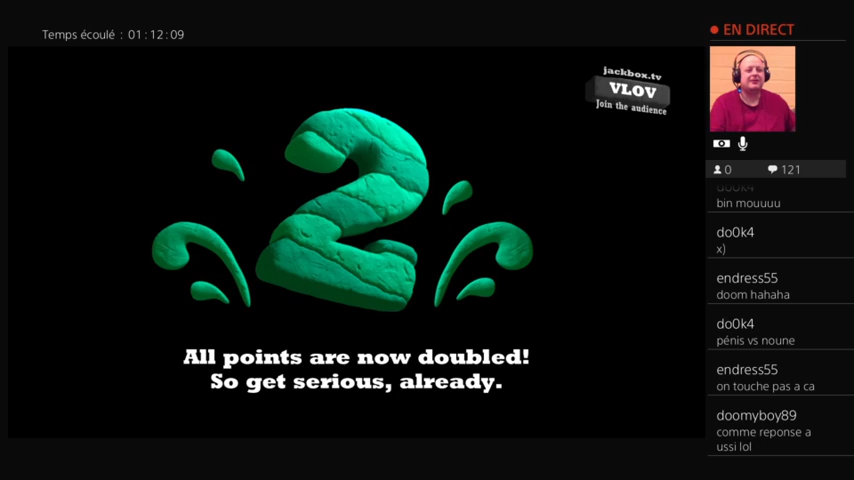 Temps écoulé : 01:12:09
EN DIRECT
jackbox.tv
VLOV
Join the audience
2
All points are now doubled!
So get serious, already.
0
121
do0k4
bin mouuuu
do0k4
x)
endress55
doom hahaha
do0k4
pénis vs noune
endress55
on touche pas a ca
doomyboy89
comme reponse a
ussi lol